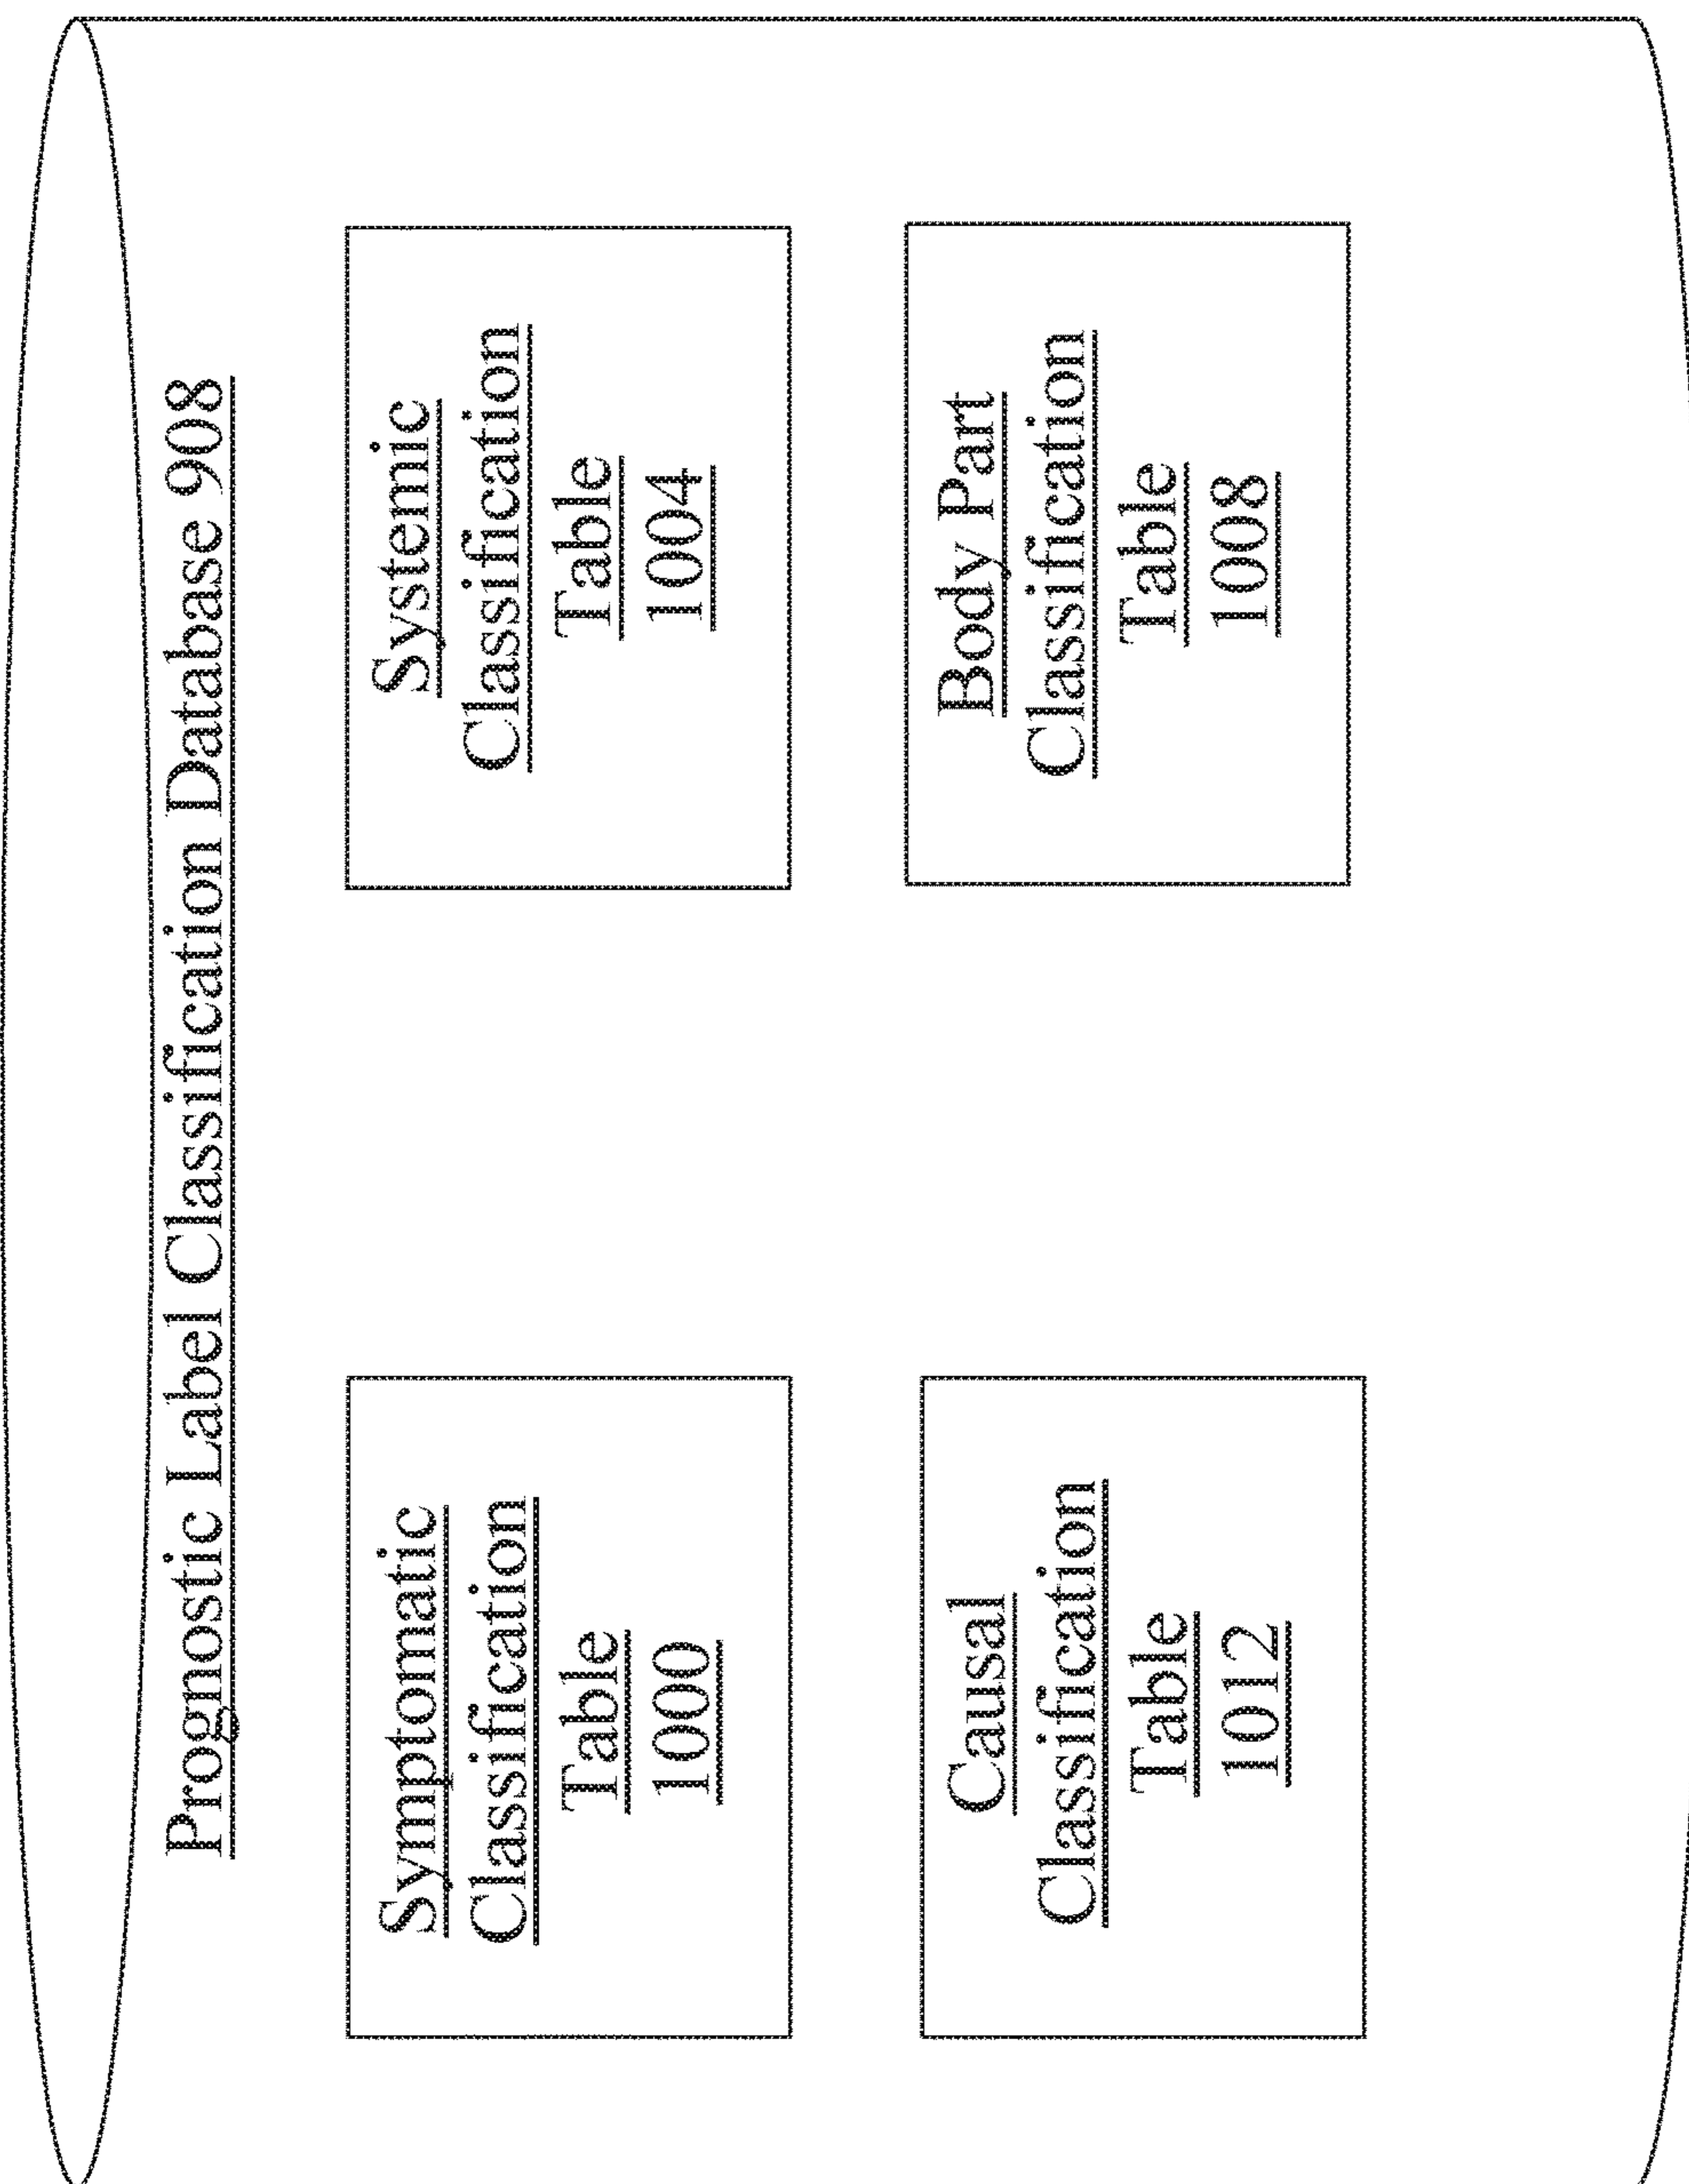 Prognostic Label Classification Database 908
Symptomatic
Classification
Table
1000
Systemic
Classification
Table
1004
Causal
Classification
Table
1012
Body Part
Classification
Table
1008